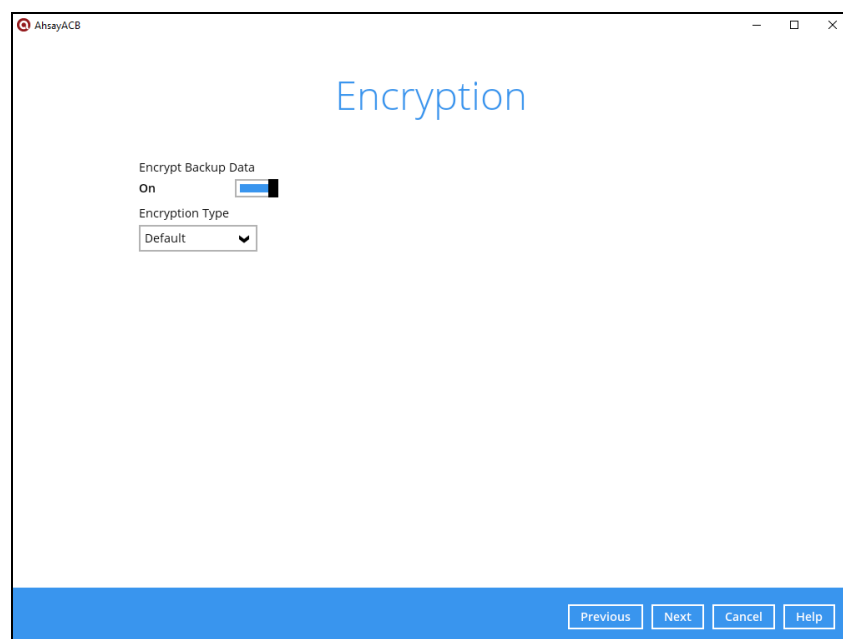 AhsayACB
Encryption
Encrypt Backup Data
On
Encryption Type
Default
Previous Next Cancel Help